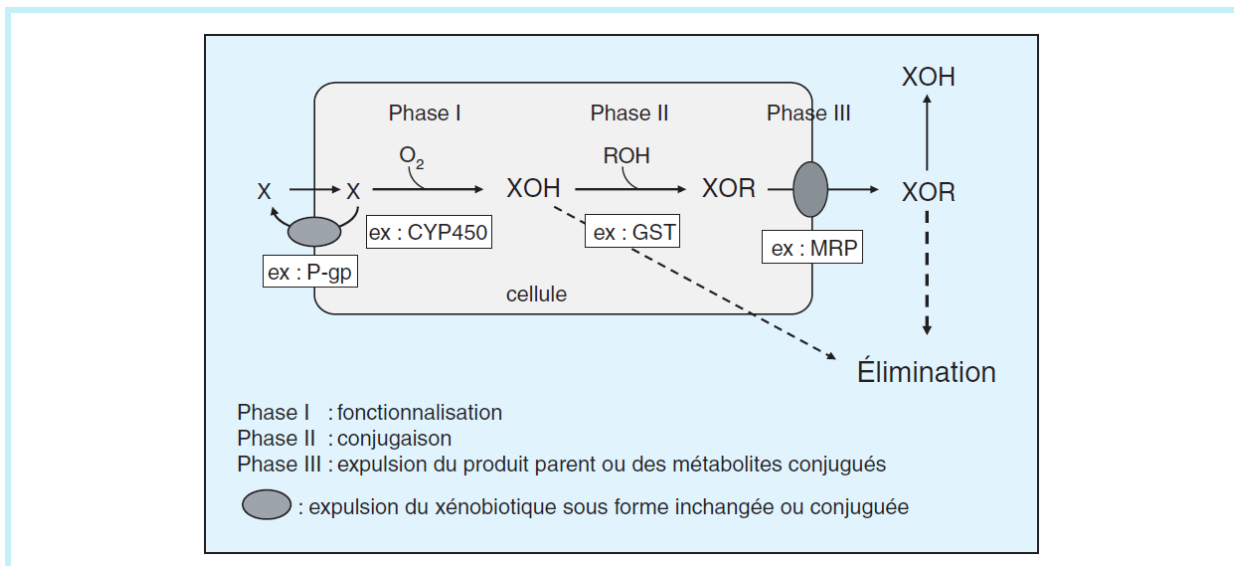 XOH
Phase I Phase II Phase III
O2 ROH
X X XOH XOR XOR
ex : CYP450 ex : GST ex : MRP
ex : P-gp
cellule
Élimination
Phase I : fonctionnalisation
Phase II : conjugaison
Phase III : expulsion du produit parent ou des métabolites conjugués
: expulsion du xénobiotique sous forme inchangée ou conjuguée